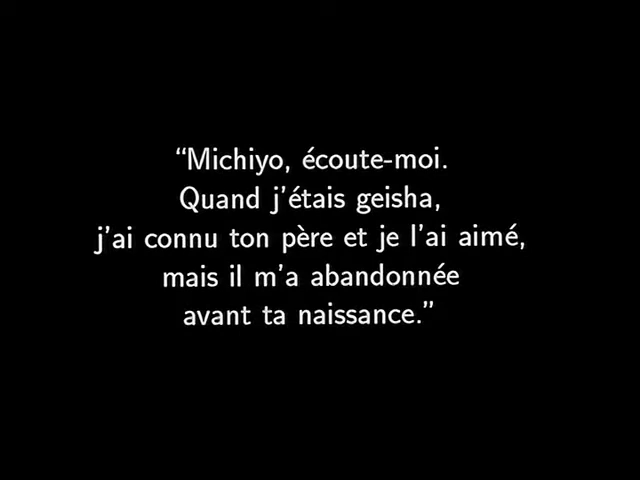 “Michiyo, écoute-moi.
Quand j’étais geisha,
j’ai connu ton père et je l’ai aimé,
mais il m’a abandonnée
avant ta naissance.”